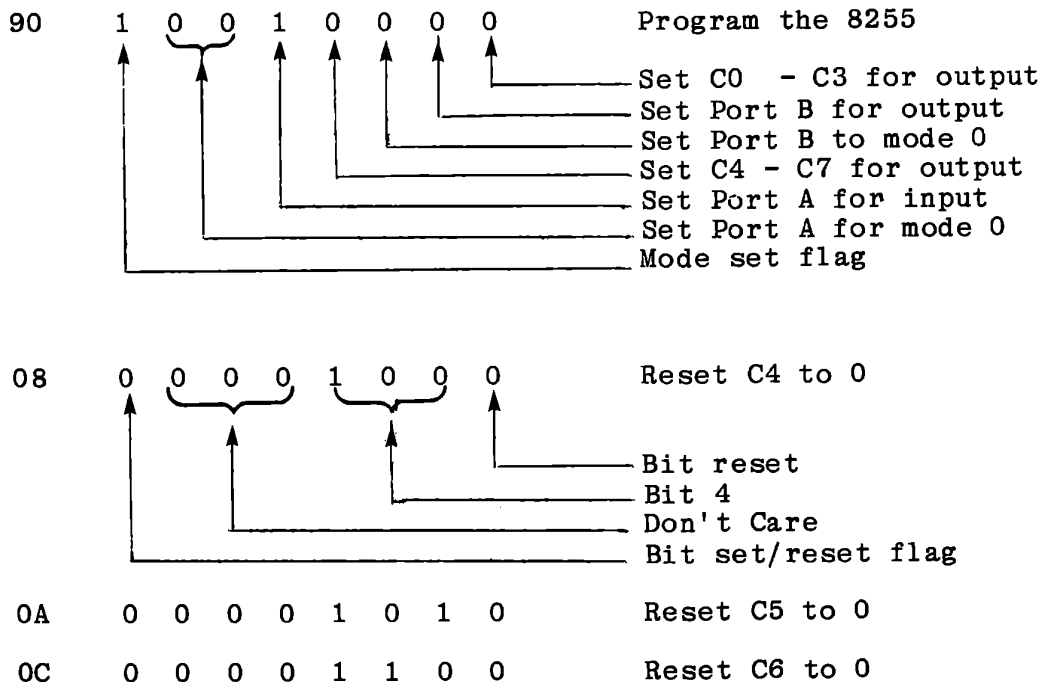 90 1 0 0 1 0 0 0 0 Program the 8255
Set C0 - C3 for output
Set Port B for output
Set Port B to mode 0
Set C4 - C7 for output
Set Port A for input
Set Port A for mode 0
Mode set flag
08 0 0 0 0 1 0 0 0 Reset C4 to 0
Bit reset
Bit 4
Don't Care
Bit set/reset flag
0A 0 0 0 0 1 0 1 0 Reset C5 to 0
0C 0 0 0 0 1 1 0 0 Reset C6 to 0